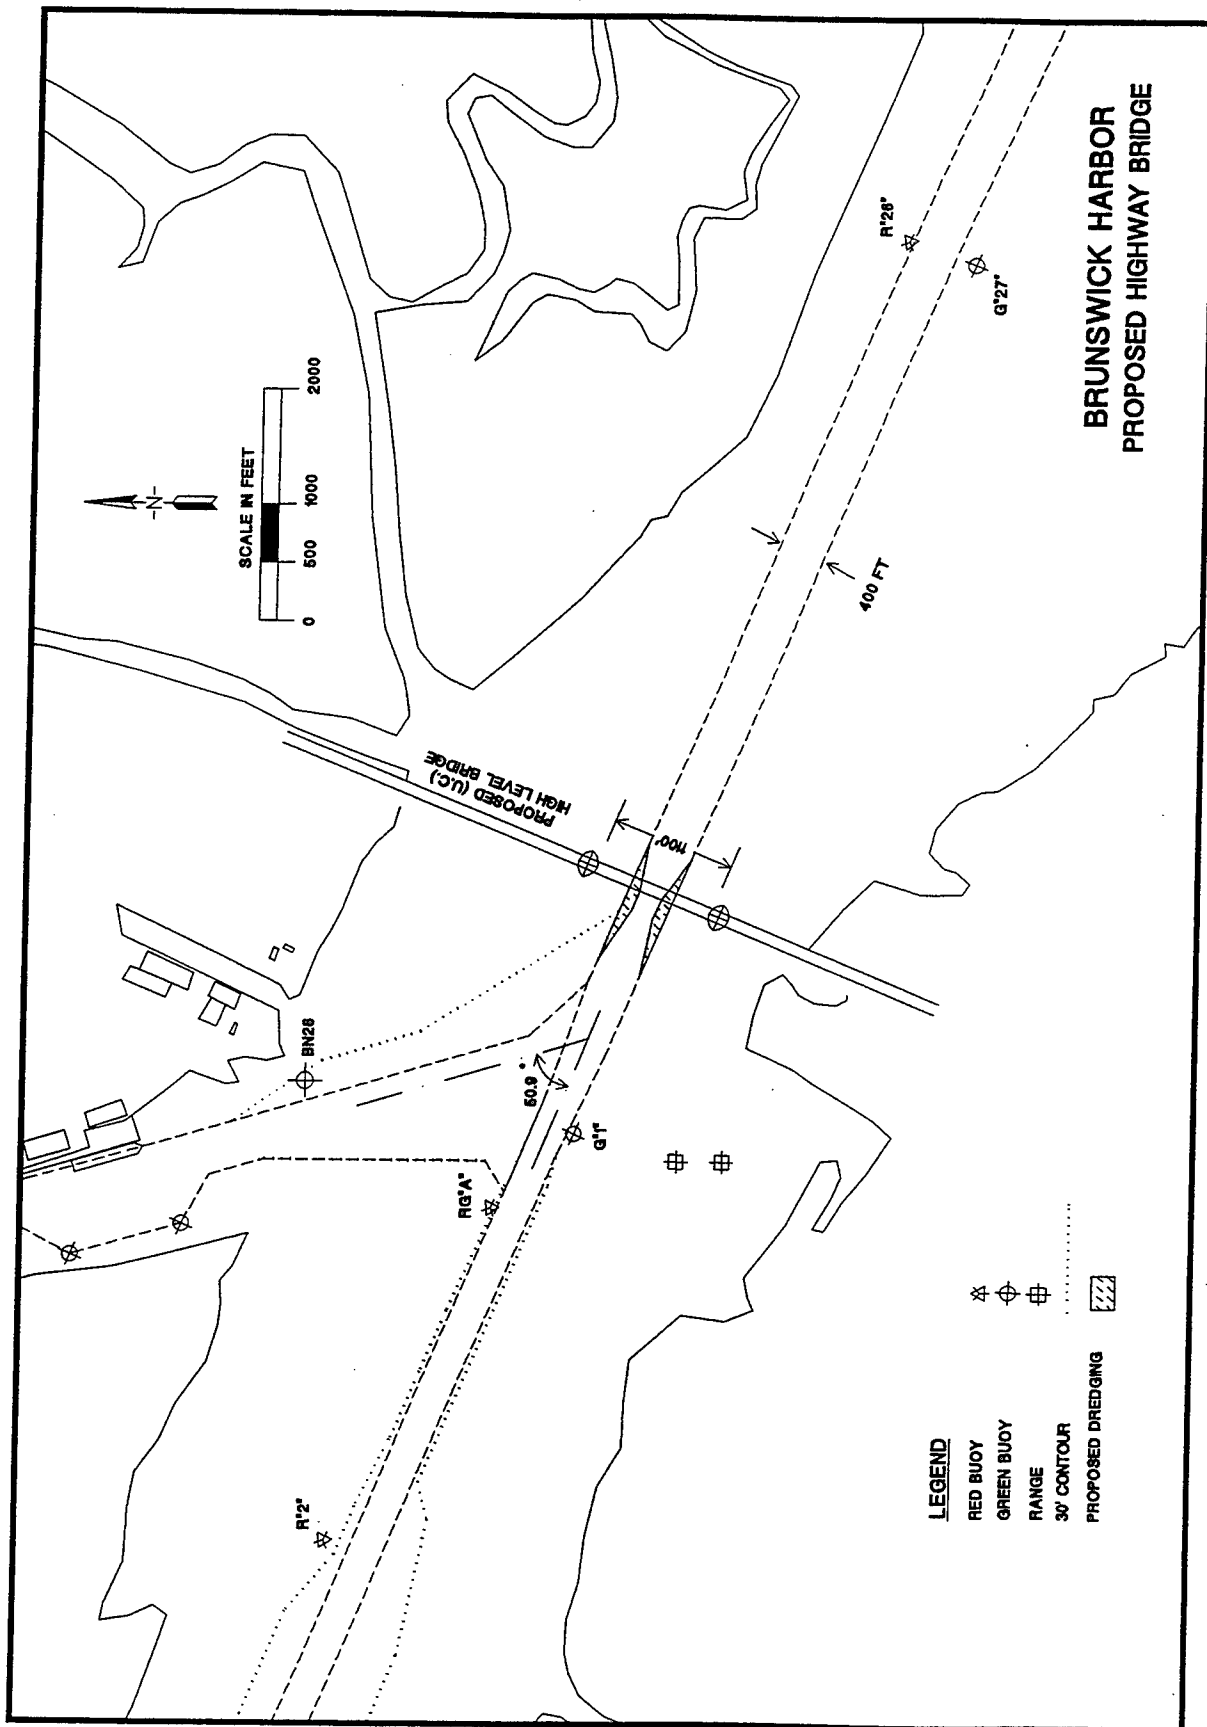 BRUNSWICK HARBOR
PROPOSED HIGHWAY BRIDGE
-N-
SCALE IN FEET
0 500 1000 2000
PROPOSED (U.C.)
HIGH LEVEL BRIDGE
1100'
400 FT
R"26"
G"27"
BN28
50.9°
G"1"
RG"A"
R"2"
LEGEND
RED BUOY
GREEN BUOY
RANGE
30' CONTOUR
PROPOSED DREDGING